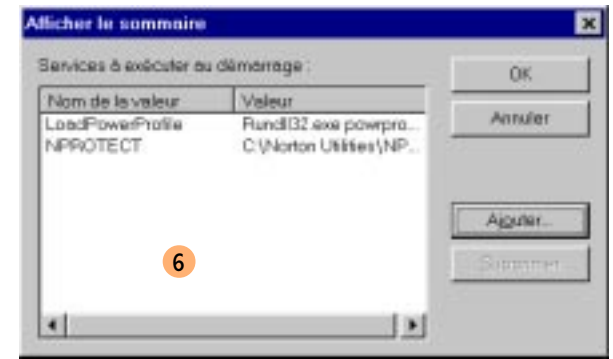 Afficher le sommaire
Services à exécuter au démarrage :
Nom de la valeur Valeur
LoadPowerProfile Rundll32.exe powrpro...
NPROTECT C:\Norton Utilities\NP...
6
OK
Annuler
Ajouter...
Supprimer...